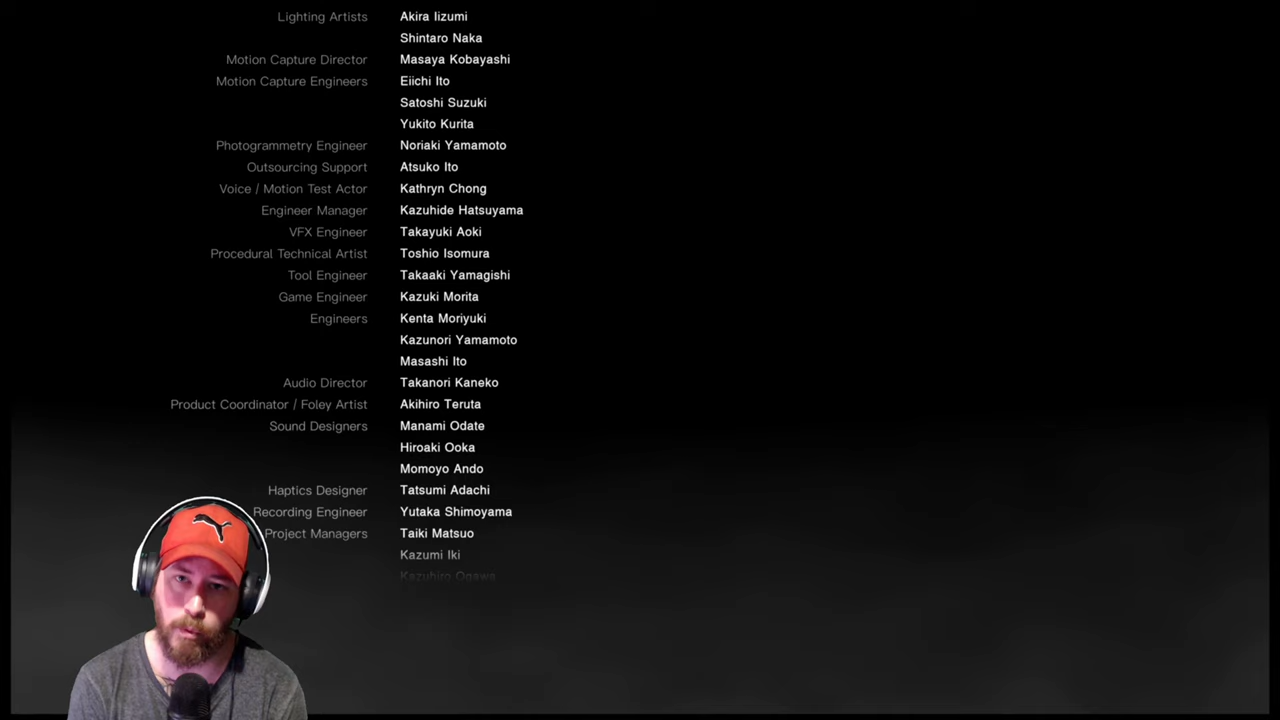 Lighting Artists Akira Iizumi
Shintaro Naka
Motion Capture Director Masaya Kobayashi
Motion Capture Engineers Eiichi Ito
Satoshi Suzuki
Yukito Kurita
Photogrammetry Engineer Noriaki Yamamoto
Outsourcing Support Atsuko Ito
Voice / Motion Test Actor Kathryn Chong
Engineer Manager Kazuhide Hatsuyama
VFX Engineer Takayuki Aoki
Procedural Technical Artist Toshio Isomura
Tool Engineer Takaaki Yamagishi
Game Engineer Kazuki Morita
Engineers Kenta Moriyuki
Kazunori Yamamoto
Masashi Ito
Audio Director Takanori Kaneko
Product Coordinator / Foley Artist Akihiro Teruta
Sound Designers Manami Odate
Hiroaki Ooka
Momoyo Ando
Haptics Designer Tatsumi Adachi
Recording Engineer Yutaka Shimoyama
Project Managers Taiki Matsuo
Kazumi Iki
Kazuhiro Ogawa